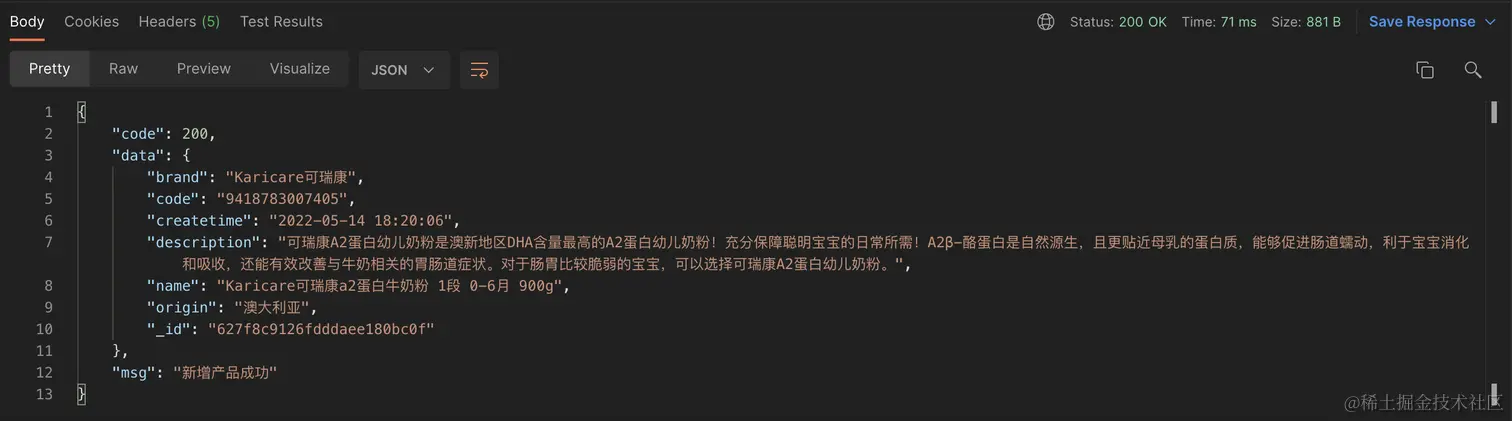 Body Cookies Headers (5) Test Results Status: 200 OK Time: 71 ms Size: 881 B Save Response
Pretty Raw Preview Visualize JSON
1 {
2 "code": 200,
3 "data": {
4 "brand": "Karicare可瑞康",
5 "code": "9418783007405",
6 "createtime": "2022-05-14 18:20:06",
7 "description": "可瑞康A2蛋白幼儿奶粉是澳新地区DHA含量最高的A2蛋白幼儿奶粉！充分保障聪明宝宝的日常所需！A2β-酪蛋白是自然源生，且更贴近母乳的蛋白质，能够促进肠道蠕动，利于宝宝消化
和吸收，还能有效改善与牛奶相关的胃肠道症状。对于肠胃比较脆弱的宝宝，可以选择可瑞康A2蛋白幼儿奶粉。",
8 "name": "Karicare可瑞康a2蛋白牛奶粉 1段 0-6月 900g",
9 "origin": "澳大利亚",
10 "_id": "627f8c9126fdddaee180bc0f"
11 },
12 "msg": "新增产品成功"
13 }
@稀土掘金技术社区